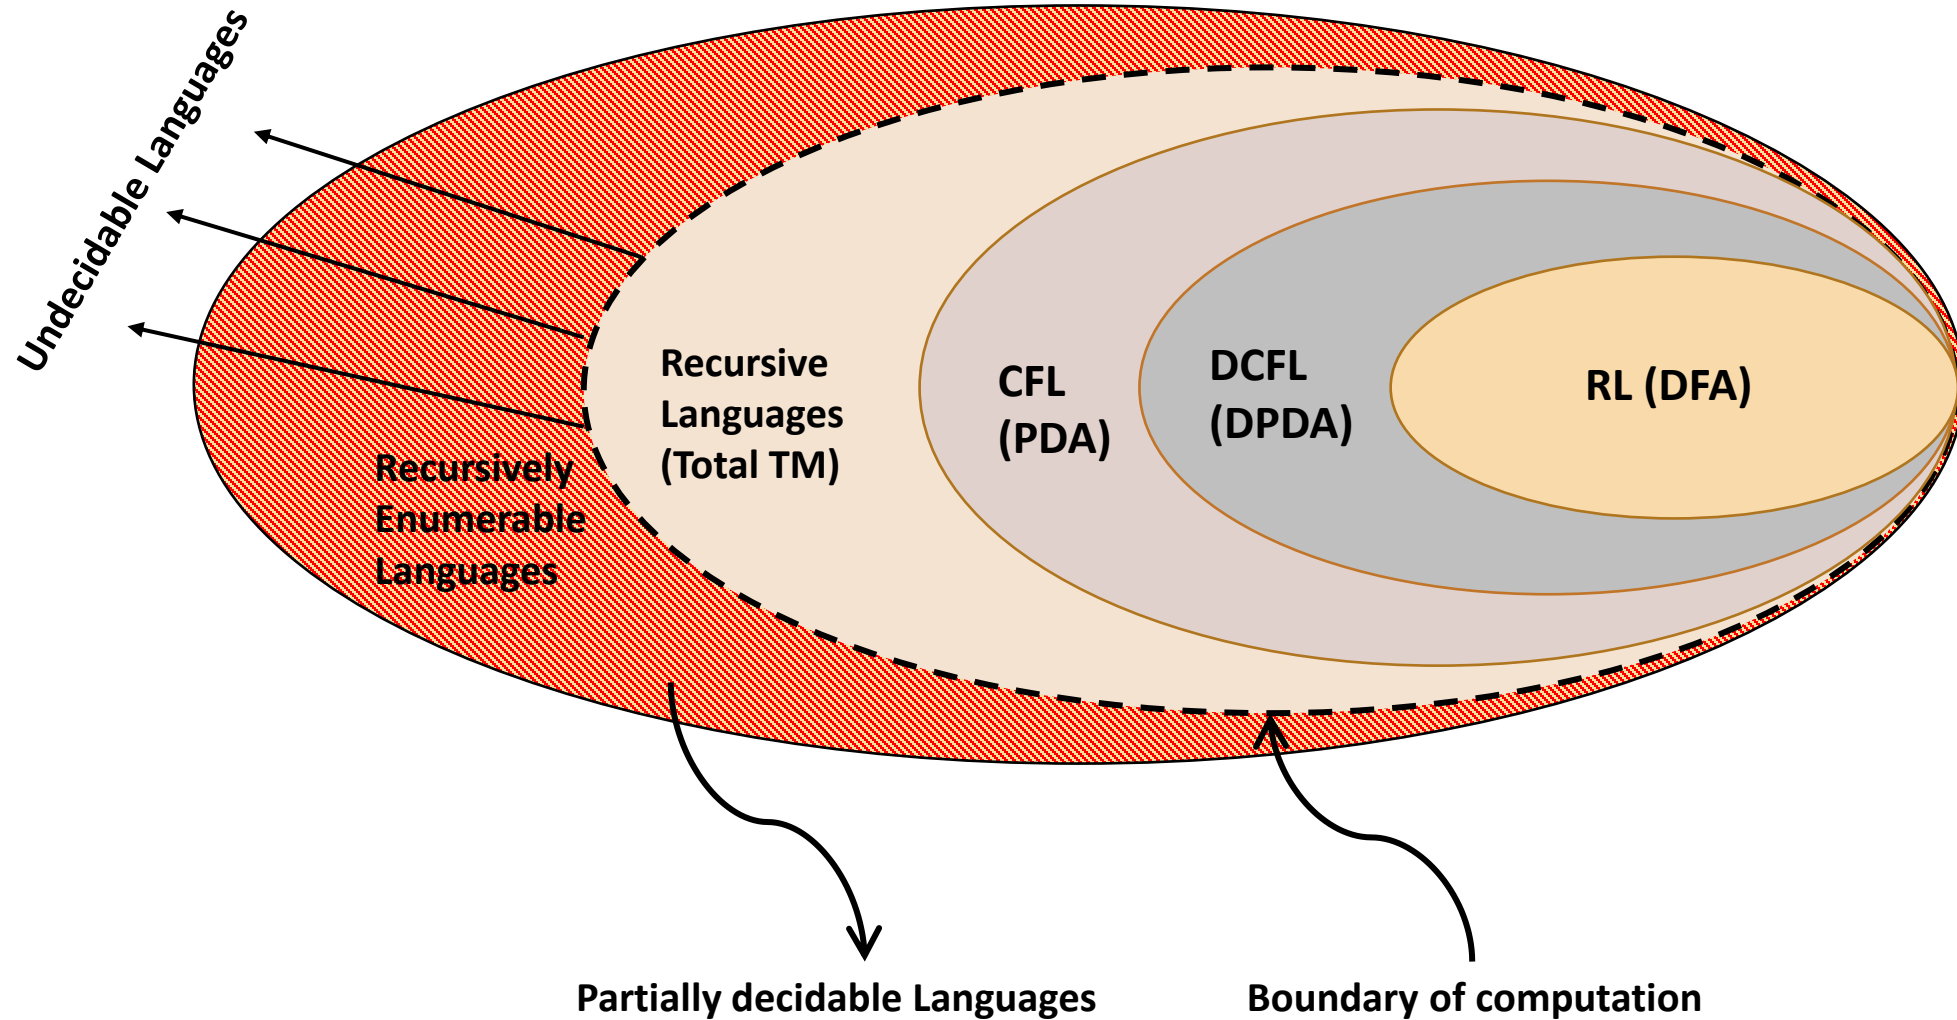 Undecidable Languages
Recursively
Enumerable
Languages
Recursive
Languages
(Total TM)
CFL
(PDA)
DCFL
(DPDA)
RL (DFA)
Partially decidable Languages
Boundary of computation